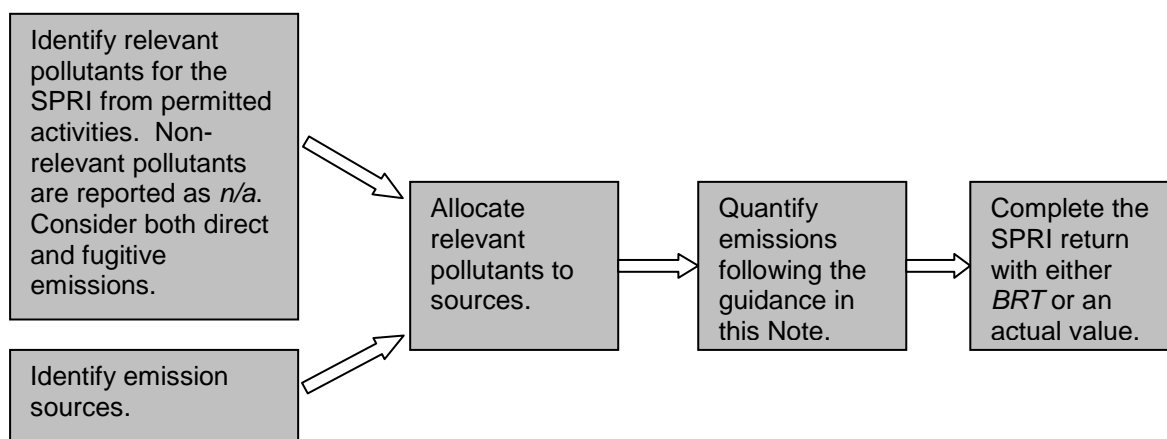 Identify relevant
pollutants for the
SPRI from permitted
activities.  Non-
relevant pollutants
are reported as n/a.
Consider both direct
and fugitive
emissions.
Identify emission
sources.
Allocate
relevant
pollutants to
sources.
Quantify
emissions
following the
guidance in
this Note.
Complete the
SPRI return
with either
BRT or an
actual value.